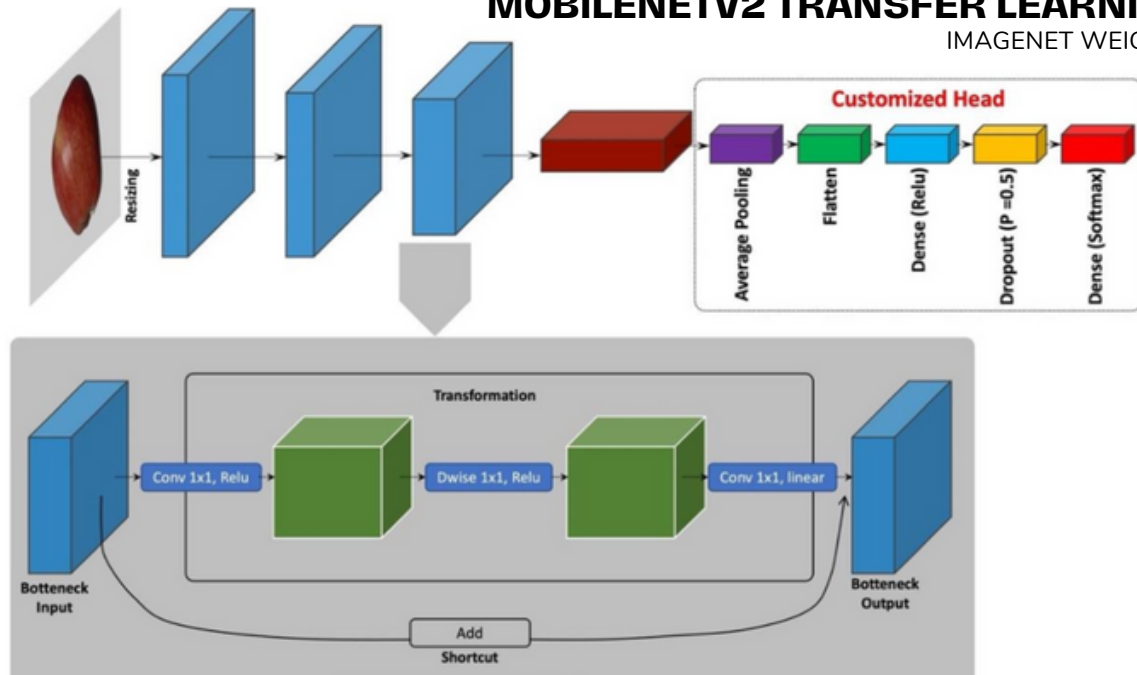 MOBILENETV2 TRANSFER LEARNI
IMAGENET WEIG
Customized Head
Resizing
Average Pooling
Flatten
Dense (Relu)
Dropout (P =0.5)
Dense (Softmax)
Transformation
Conv 1x1, Relu
Dwise 1x1, Relu
Conv 1x1, linear
Botteneck
Input
Botteneck
Output
Add
Shortcut